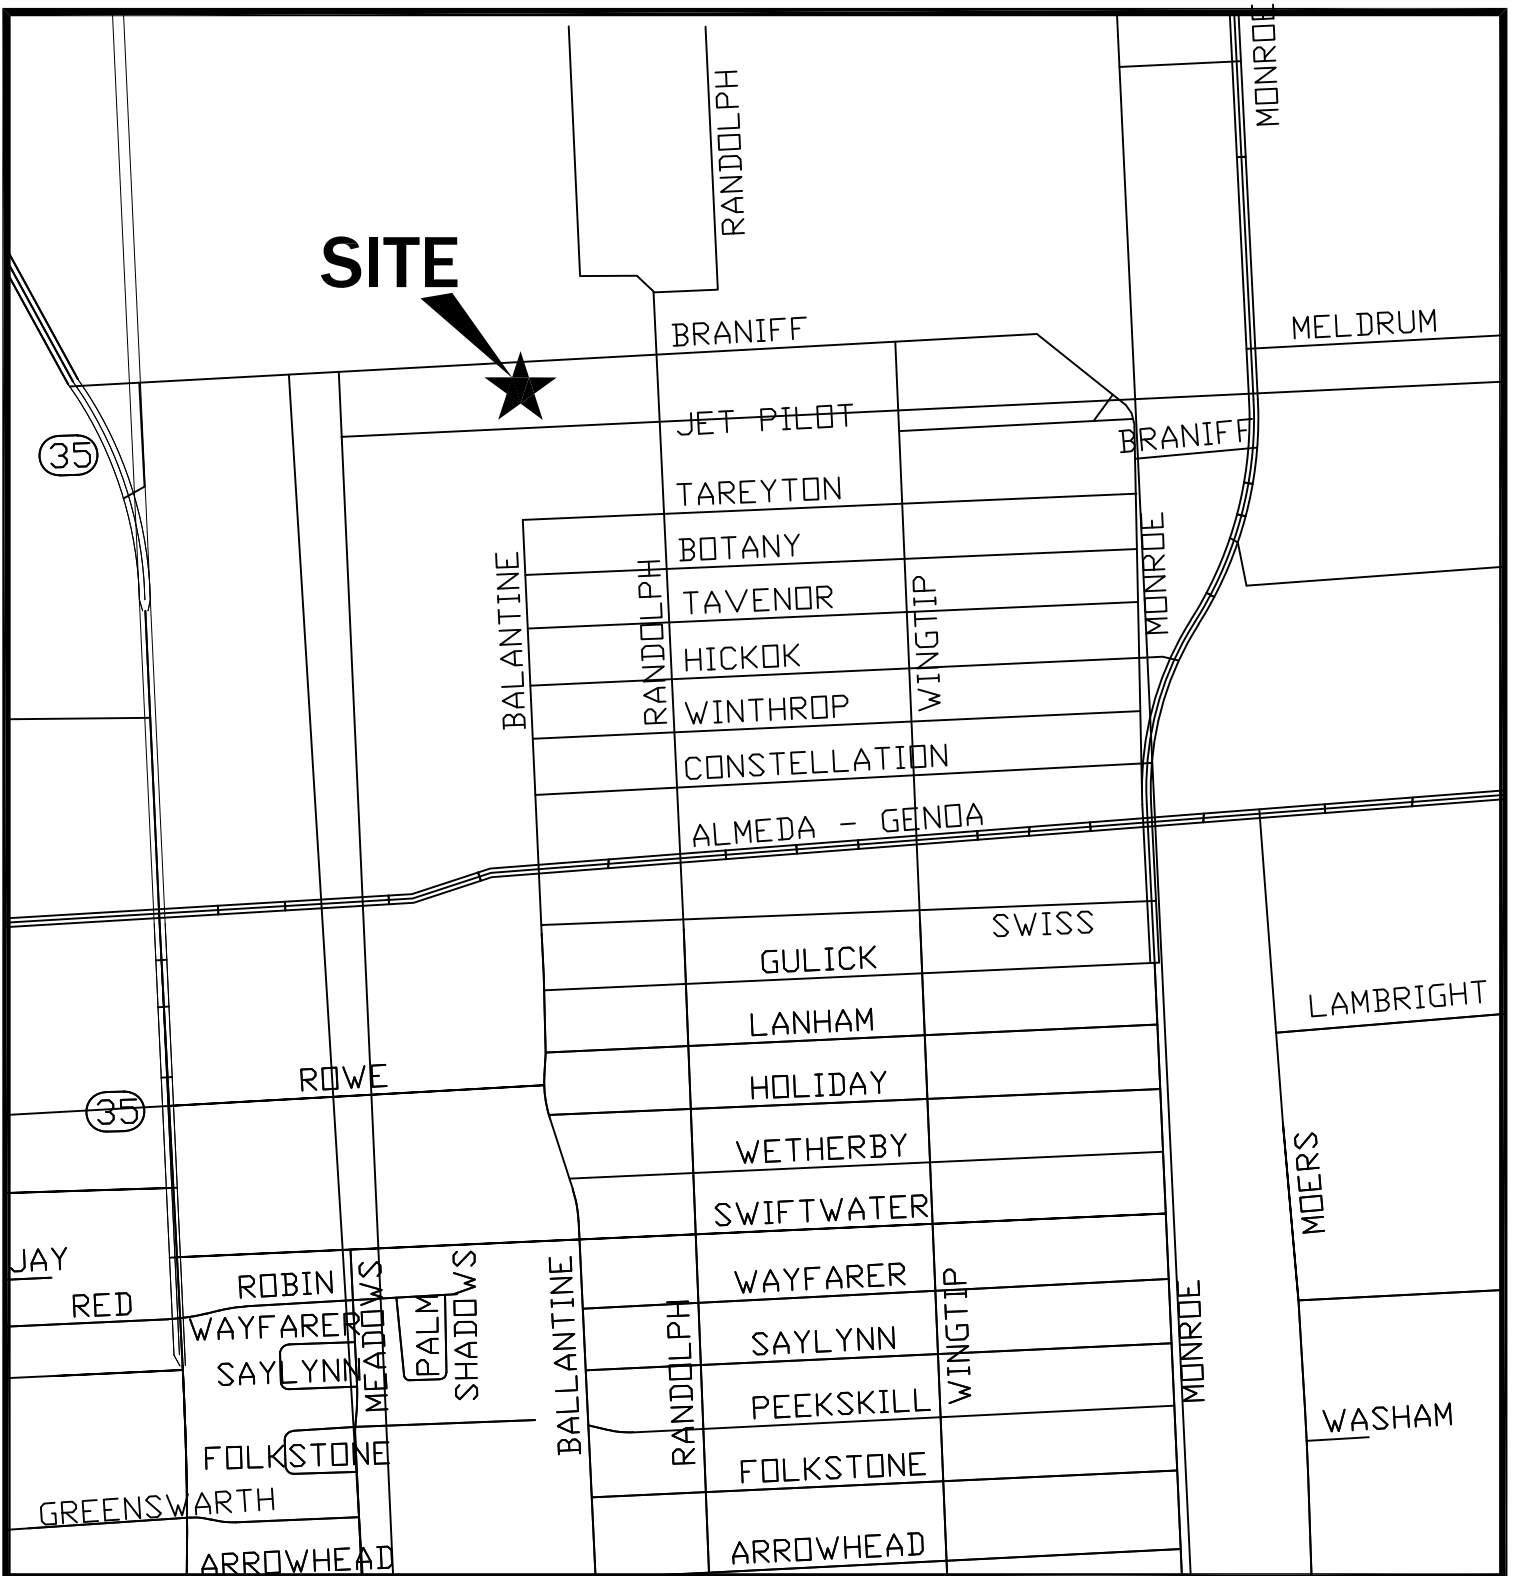 MONROE
RANDOLPH
SITE
BRANIFF
MELDRUM
JET PILOT
BRANIFF
35
TAREYTON
BOTANY
MONROE
BALANTINE
RANDOLPH
TAVENOR
WINGTIP
HICKOK
WINTHROP
CONSTELLATION
ALMEDA - GENOA
SWISS
GULICK
LAMBRIGHT
LANHAM
ROWE
HOLIDAY
35
WETHERBY
MOERS
SWIFTWATER
JAY
ROBIN
MEADOWS
SHADOWS
BALLANTINE
WAYFARER
WINGTIP
MONROE
RED
WAYFARER
PALM
RANDOLPH
SAYLYNN
SAYLYNN
PEEKSKILL
WASHAM
FOLKSTONE
FOLKSTONE
GREENSWARTH
ARROWHEAD
ARROWHEAD